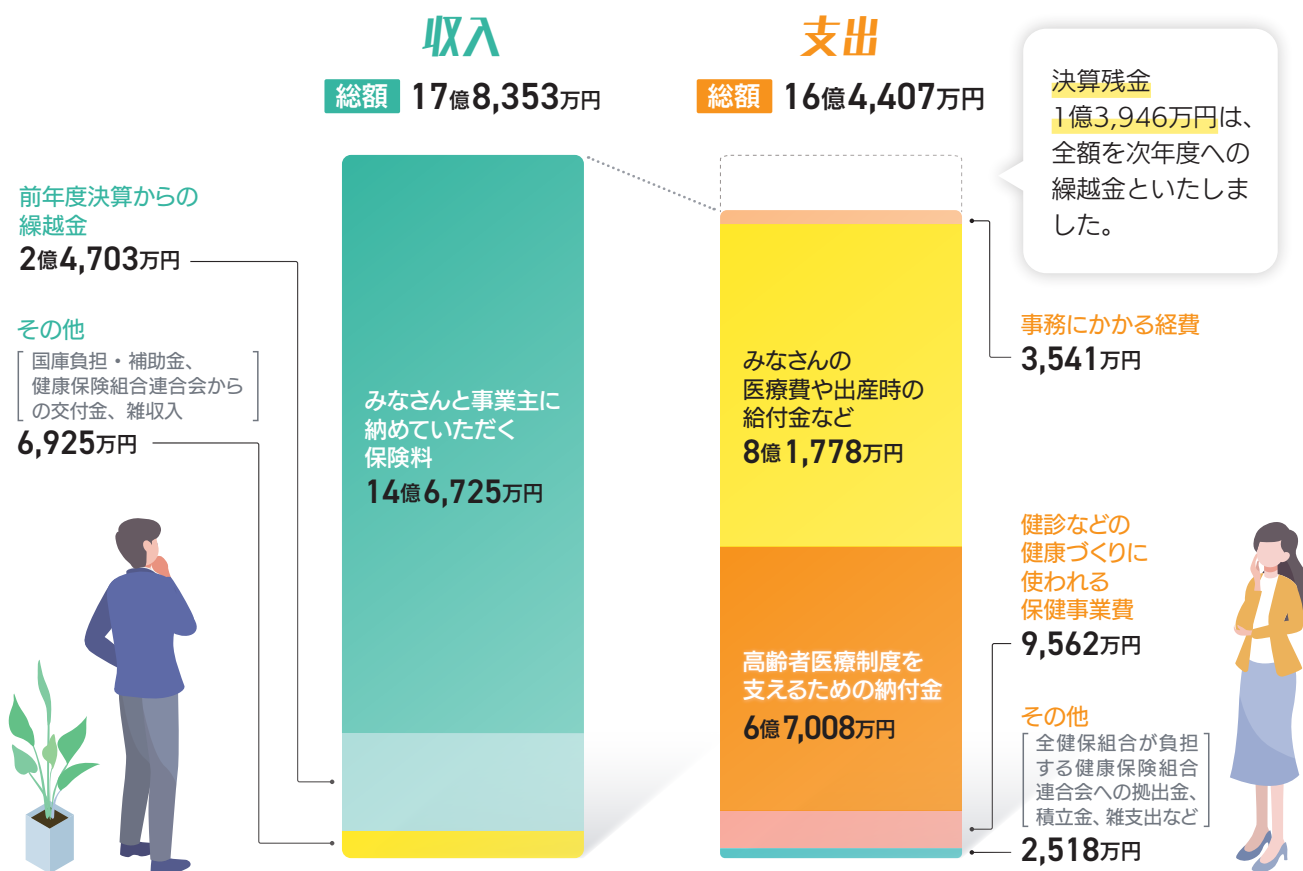 収入
総額 17億8,353万円
前年度決算からの
繰越金
2億4,703万円
その他
国庫負担・補助金、
健康保険組合連合会から
の交付金、雑収入
6,925万円
みなさんと事業主に
納めていただく
保険料
14億6,725万円
支出
総額 16億4,407万円
決算残金
1億3,946万円は、
全額を次年度への
繰越金といたしま
した。
事務にかかる経費
3,541万円
みなさんの
医療費や出産時の
給付金など
8億1,778万円
高齢者医療制度を
支えるための納付金
6億7,008万円
健診などの
健康づくりに
使われる
保健事業費
9,562万円
その他
全健保組合が負担
する健康保険組合
連合会への拠出金、
積立金、雑支出など
2,518万円